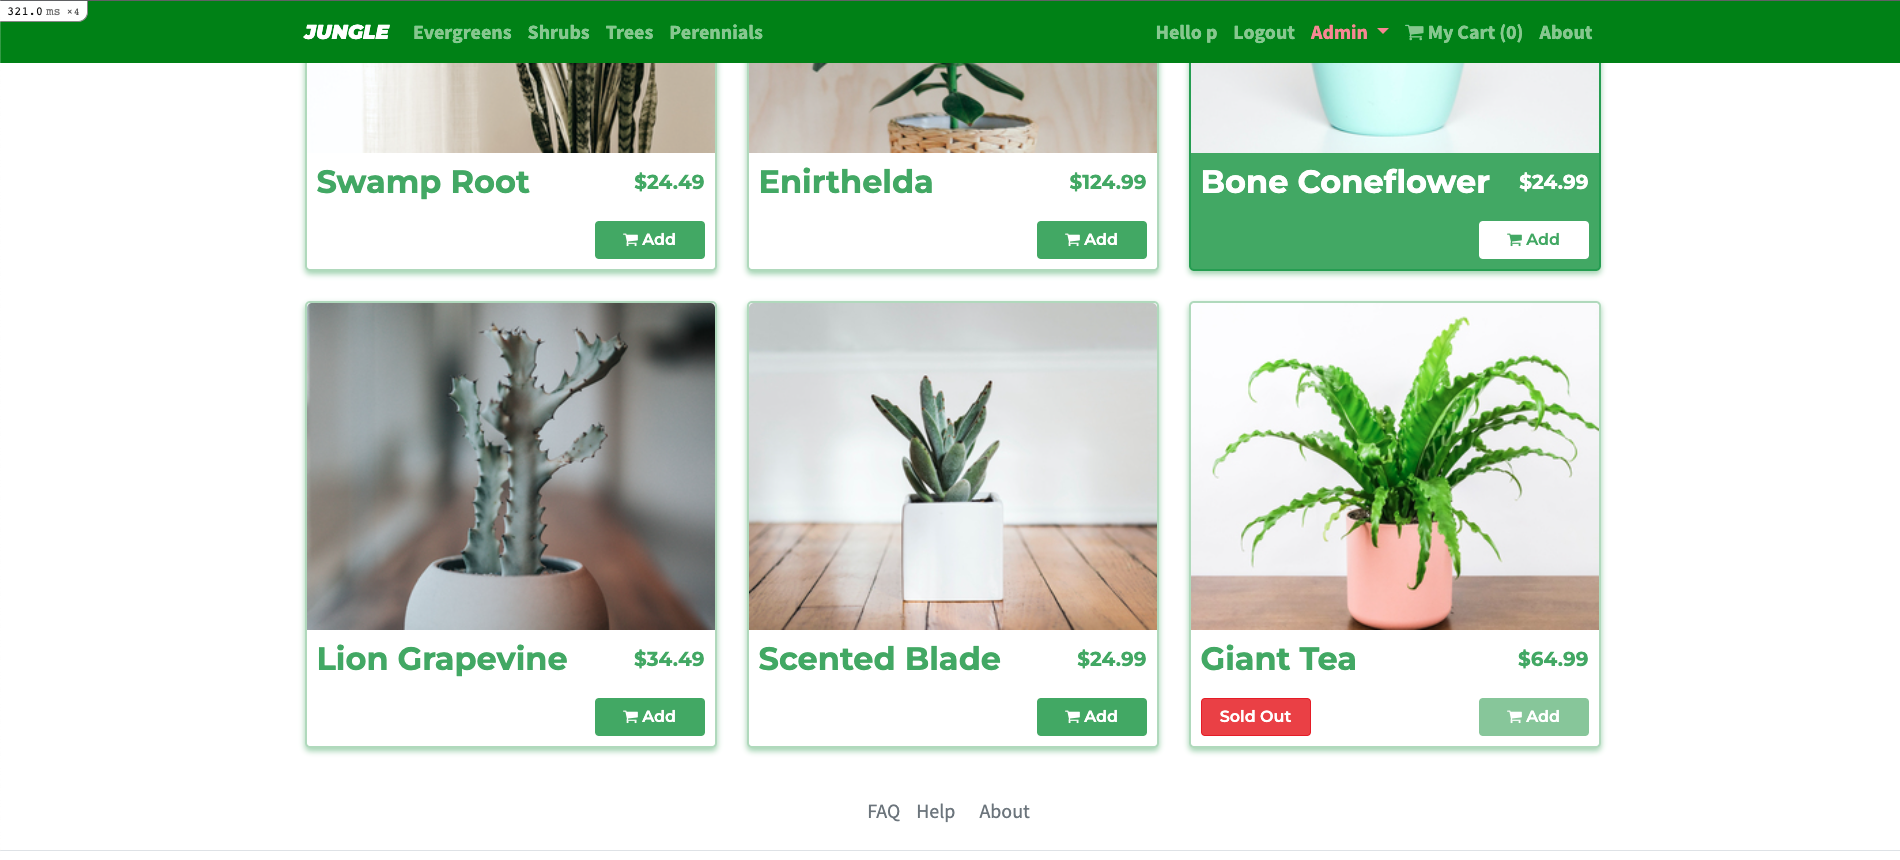 321.0 ms ×4
JUNGLE Evergreens Shrubs Trees Perennials Hello p Logout Admin My Cart (0) About
Swamp Root $24.49
Add
Enirthelda $124.99
Add
Bone Coneflower $24.99
Add
Lion Grapevine $34.49
Add
Scented Blade $24.99
Add
Giant Tea $64.99
Sold Out Add
FAQ Help About